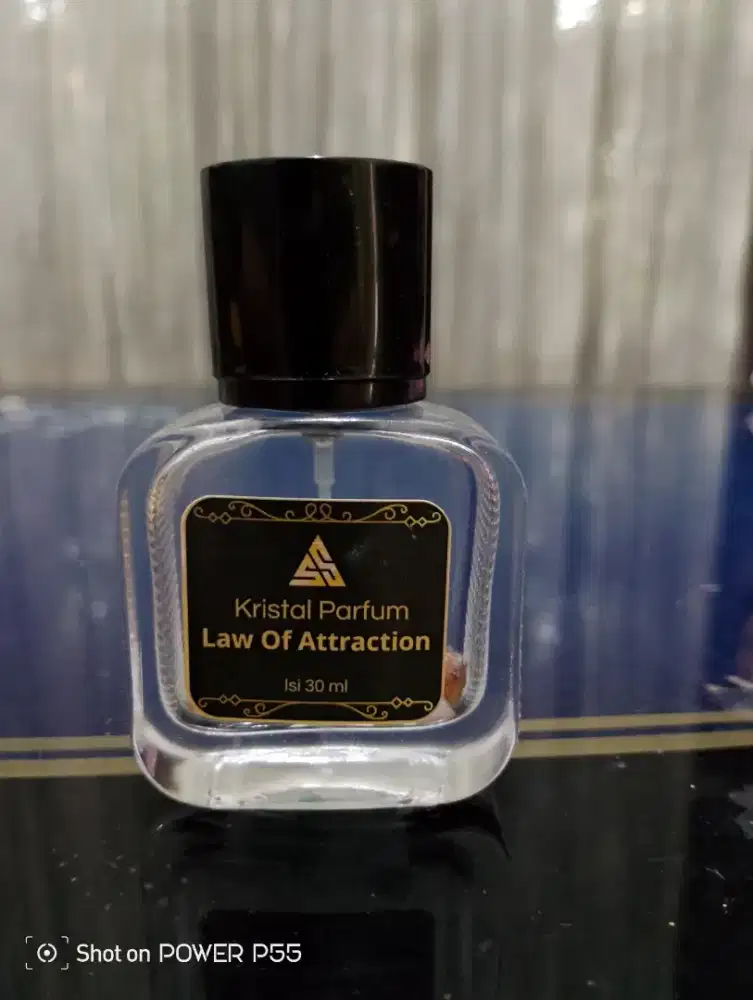 Kristal Parfum
Law Of Attraction
Isi 30 ml
Shot on POWER P55